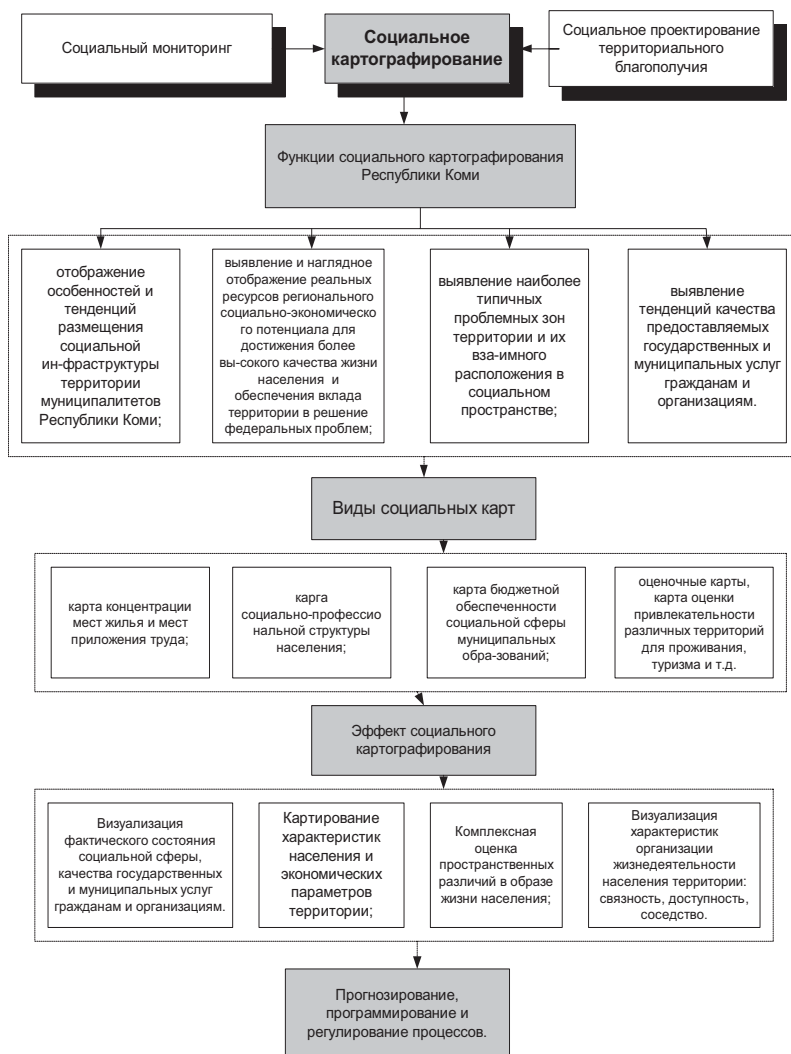 Социальный мониторинг
Социальное
картографирование
Социальное проектирование
территориального
благополучия
Функции социального картографирования
Республики Коми
отображение
особенностей и
тенденций
размещения
социальной
ин-фраструктуры
территории
муниципалитетов
Республики Коми;
выявление и наглядное
отображение реальных
ресурсов регионального
социально-экономическо
го потенциала для
достижения более
вы-сокого качества жизни
населения и
обеспечения вклада
территории в решение
федеральных проблем;
выявление наиболее
типичных
проблемных зон
территории и их
вза-имного
расположения в
социальном
пространстве;
выявление
тенденций качества
предоставляемых
государственных и
муниципальных услуг
гражданам и
организациям.
Виды социальных карт
карта концентрации
мест жилья и мест
приложения труда;
карга
социально-профессио
нальной структуры
населения;
карта бюджетной
обеспеченности
социальной сферы
муниципальных
обра-зований;
оценочные карты,
карта оценки
привлекательности
различных территорий
для проживания,
туризма и т.д.
Эффект социального
картографирования
Визуализация
фактического состояния
социальной сферы,
качества государственных
и муниципальных услуг
гражданам и организациям.
Картирование
характеристик
населения и
экономических
параметров
территории;
Комплексная
оценка
пространственных
различий в образе
жизни населения;
Визуализация
характеристик
организации
жизнедеятельности
населения территории:
связность, доступность,
соседство.
Прогнозирование,
программирование и
регулирование процессов.